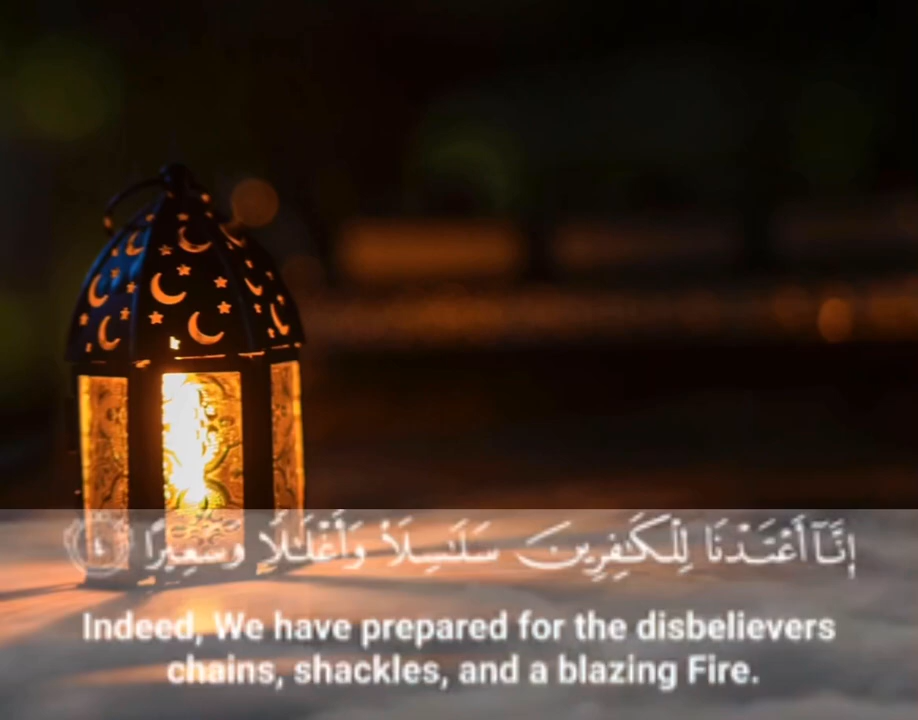 إِنَّآ أَعْتَدْنَا لِلْكَـٰفِرِينَ سَلَـٰسِلَا۟ وَأَغْلَـٰلًا وَسَعِيرًا ٤
Indeed, We have prepared for the disbelievers
chains, shackles, and a blazing Fire.